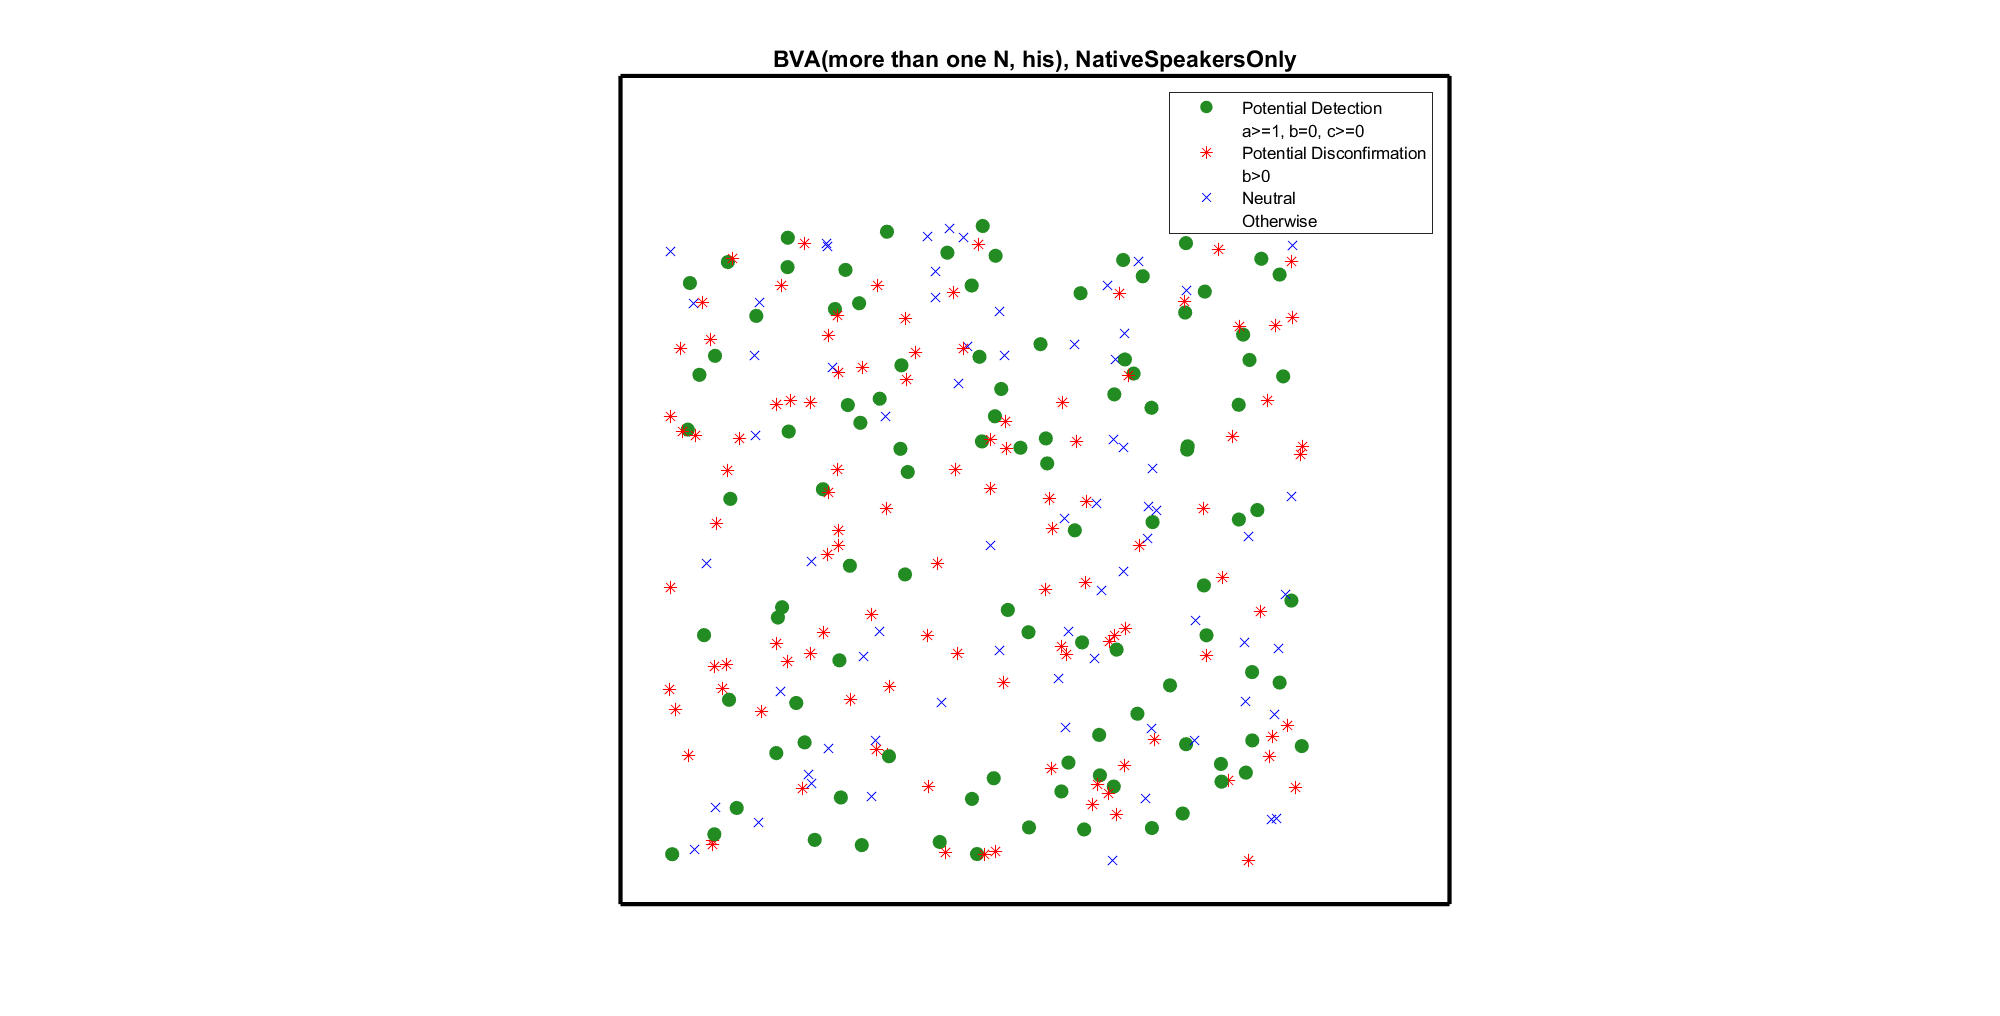 BVA(more than one N, his), NativeSpeakersOnly
Potential Detection
a>=1, b=0, c>=0
Potential Disconfirmation
b>0
Neutral
Otherwise